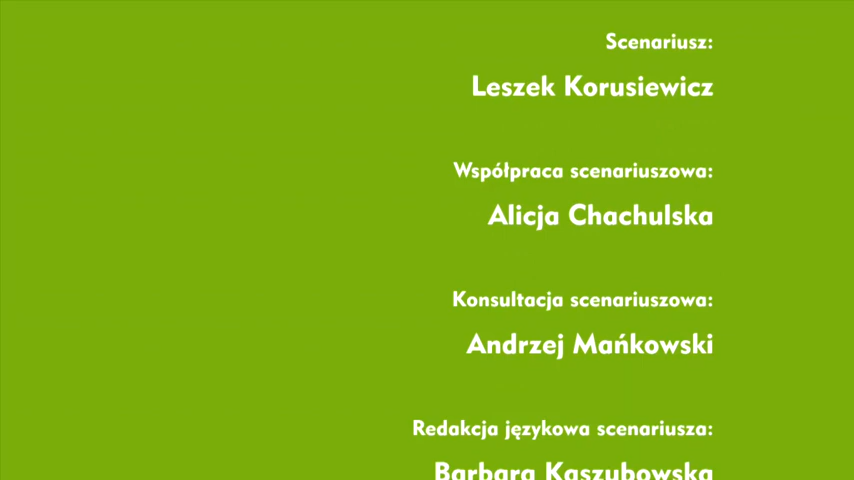 Scenariusz:
Leszek Korusiewicz
Współpraca scenariuszowa:
Alicja Chachulska
Konsultacja scenariuszowa:
Andrzej Mańkowski
Redakcja językowa scenariusza:
Barbara Kaszubowska